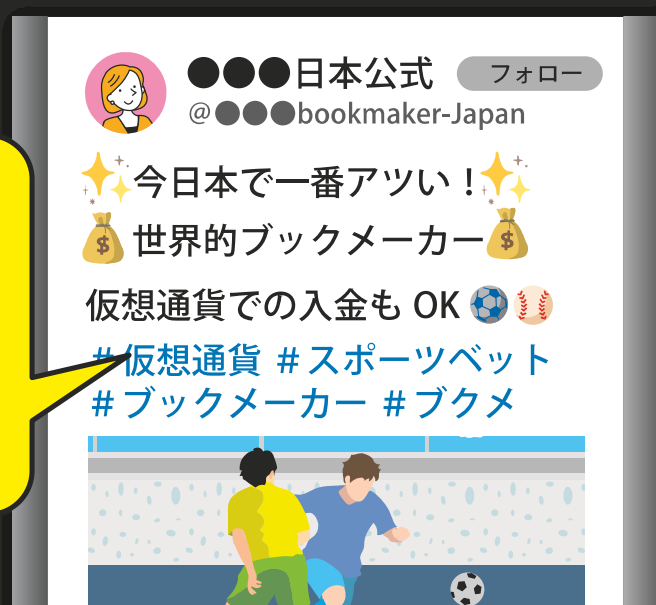 ●●●日本公式 フォロー
@●●●bookmaker-Japan
今日本で一番アツい！
世界的ブックメーカー
仮想通貨での入金も OK
＃仮想通貨 ＃スポーツベット
＃ブックメーカー ＃ブクメ